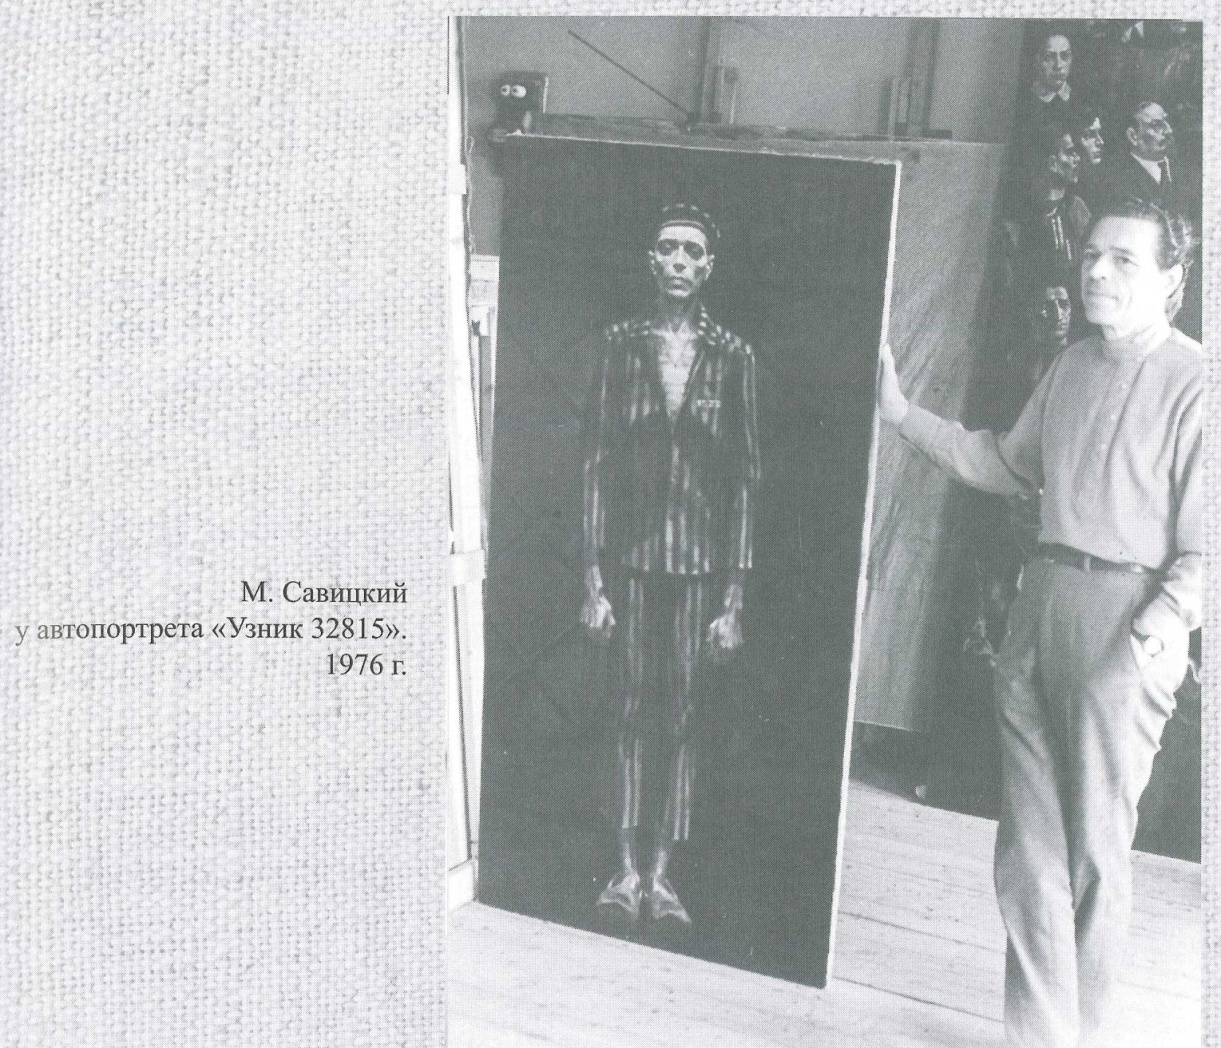 М. Савицкий
у автопортрета «Узник 32815».
1976 г.